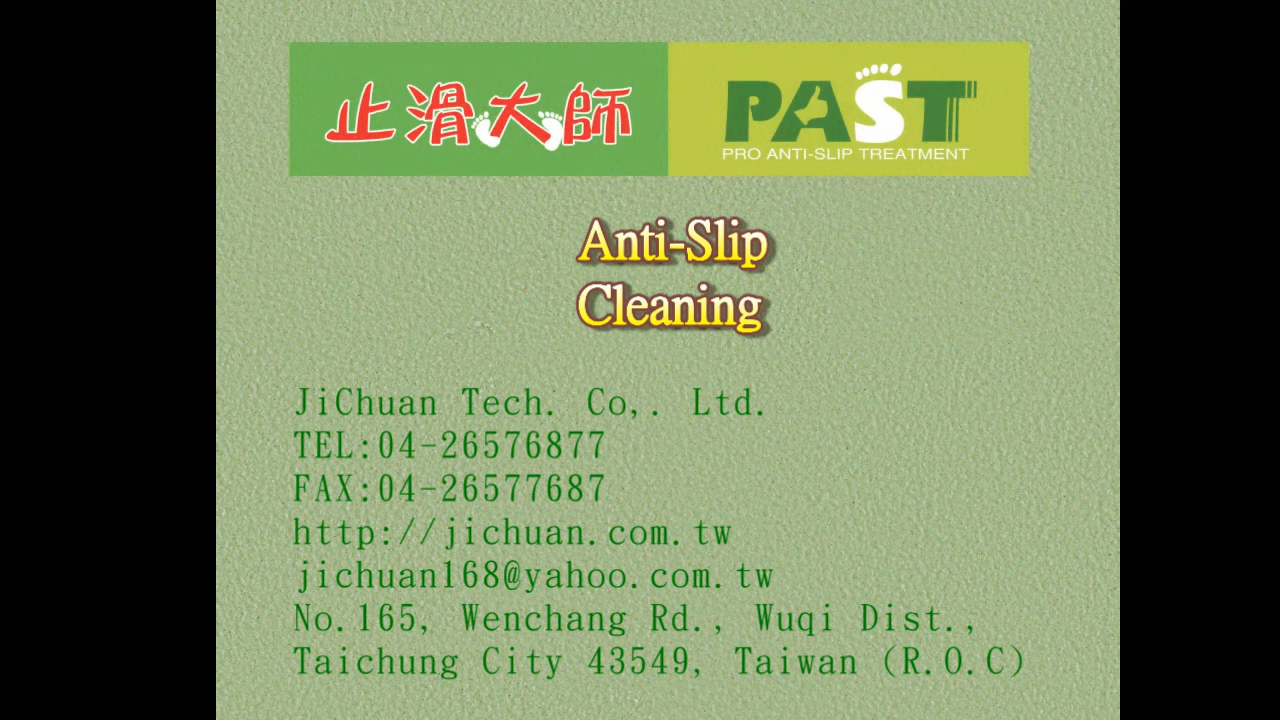 止滑大師
PAST
PRO ANTI-SLIP TREATMENT
Anti-Slip
Cleaning
JiChuan Tech. Co,. Ltd.
TEL:04-26576877
FAX:04-26577687
http://jichuan.com.tw
jichuan168@yahoo.com.tw
No.165, Wenchang Rd., Wuqi Dist.,
Taichung City 43549, Taiwan (R.O.C)